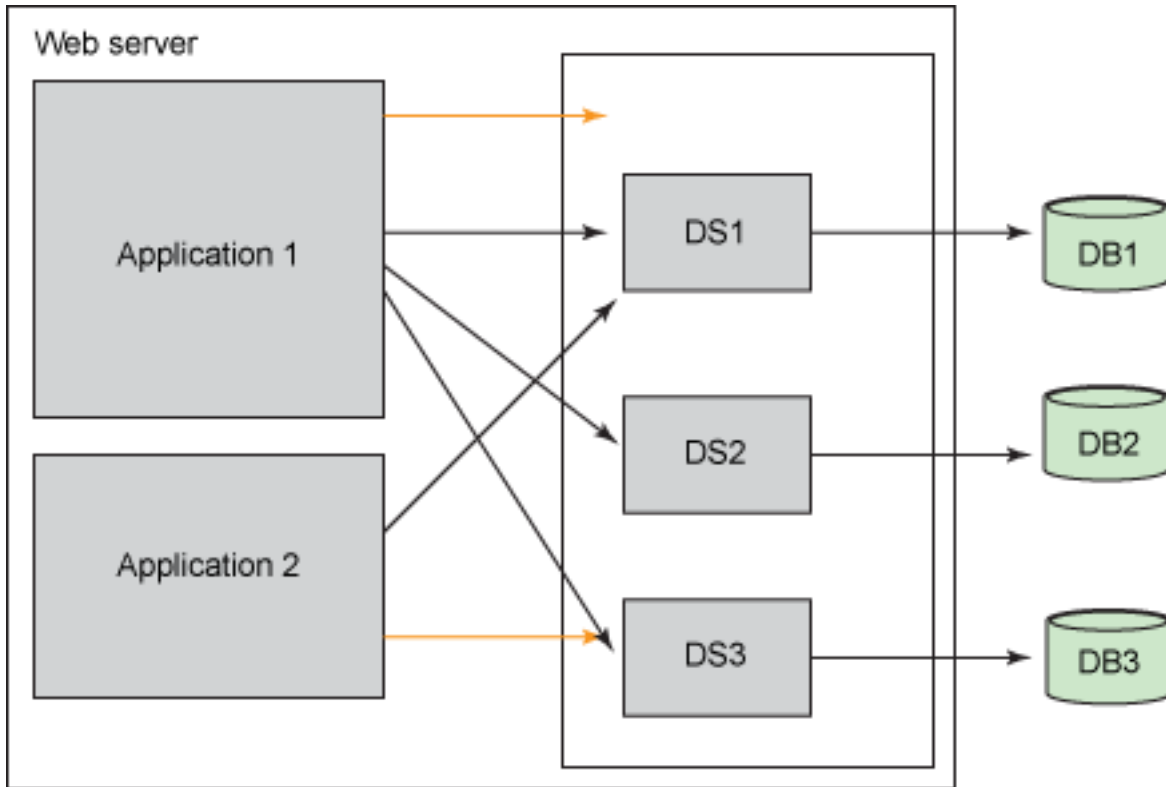 Web server
Application 1
DS1
DB1
DS2
DB2
Application 2
DS3
DB3